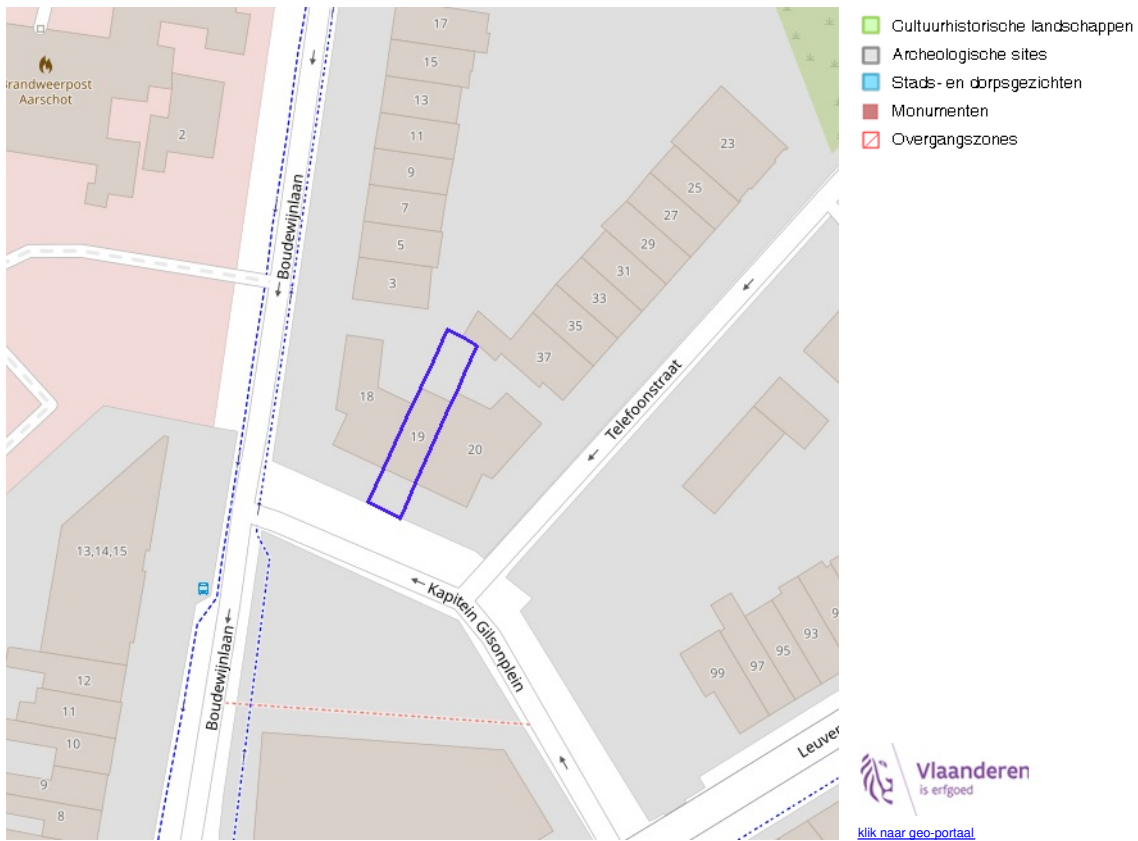 17
15
13
11
9
7
5
3
Brandweerpost
Aarschot
2
Boudewijnlaan
23
25
27
29
31
33
35
37
18
19
20
Telefoonstraat
13,14,15
Kapitein Gilsonplein
Boudewijnlaan
12
11
10
9
8
99
97
95
93
9
Leuver
Cultuurhistorische landschappen
Archeologische sites
Stads- en dorpsgezichten
Monumenten
Overgangszones
Vlaanderen
is erfgoed
klik naar geo-portaal